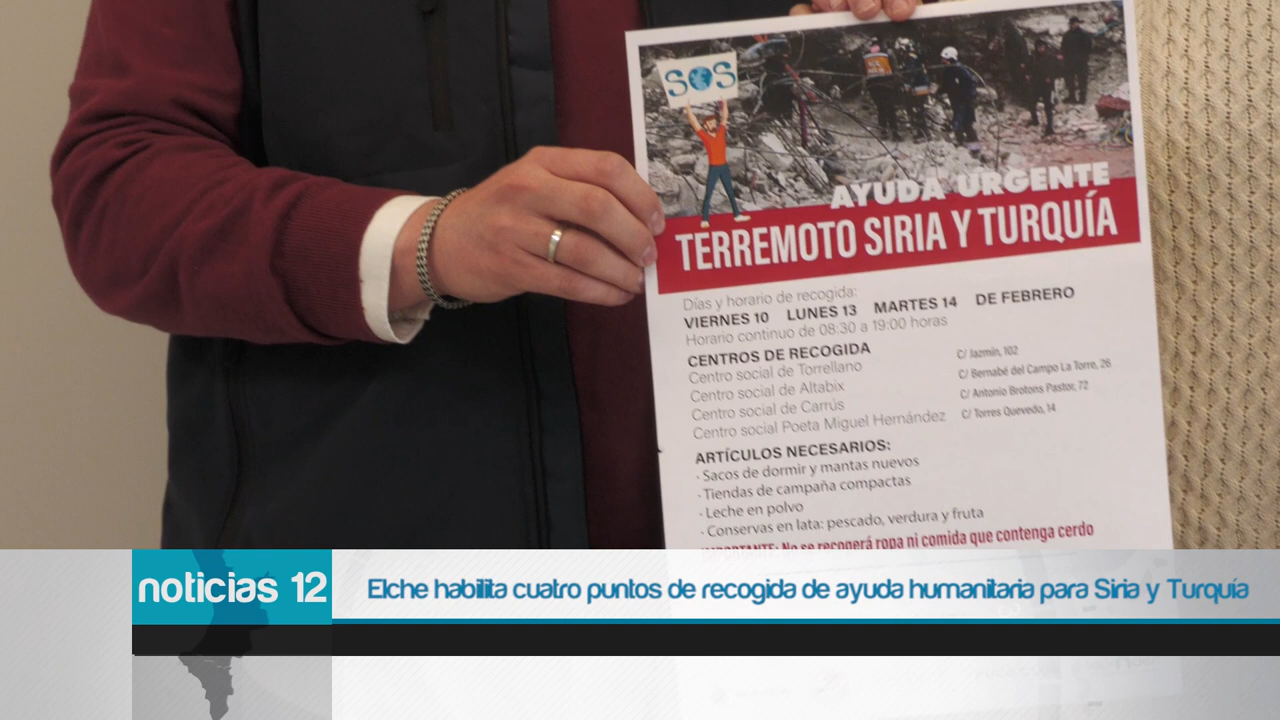 SOS
AYUDA URGENTE
TERREMOTO SIRIA Y TURQUÍA
Días y horario de recogida:
VIERNES 10 LUNES 13 MARTES 14 DE FEBRERO
Horario continuo de 08:30 a 19:00 horas
CENTROS DE RECOGIDA
Centro social de Torrellano C/ Jazmín, 102
Centro social de Altabix C/ Bernabé del Campo La Torre, 26
Centro social de Carrús C/ Antonio Brotons Pastor, 72
Centro social Poeta Miguel Hernández C/ Torres Quevedo, 14
ARTÍCULOS NECESARIOS:
· Sacos de dormir y mantas nuevos
· Tiendas de campaña compactas
· Leche en polvo
· Conservas en lata: pescado, verdura y fruta
IMPORTANTE: No se recogerá ropa ni comida que contenga cerdo
noticias 12
Elche habilita cuatro puntos de recogida de ayuda humanitaria para Siria y Turquía